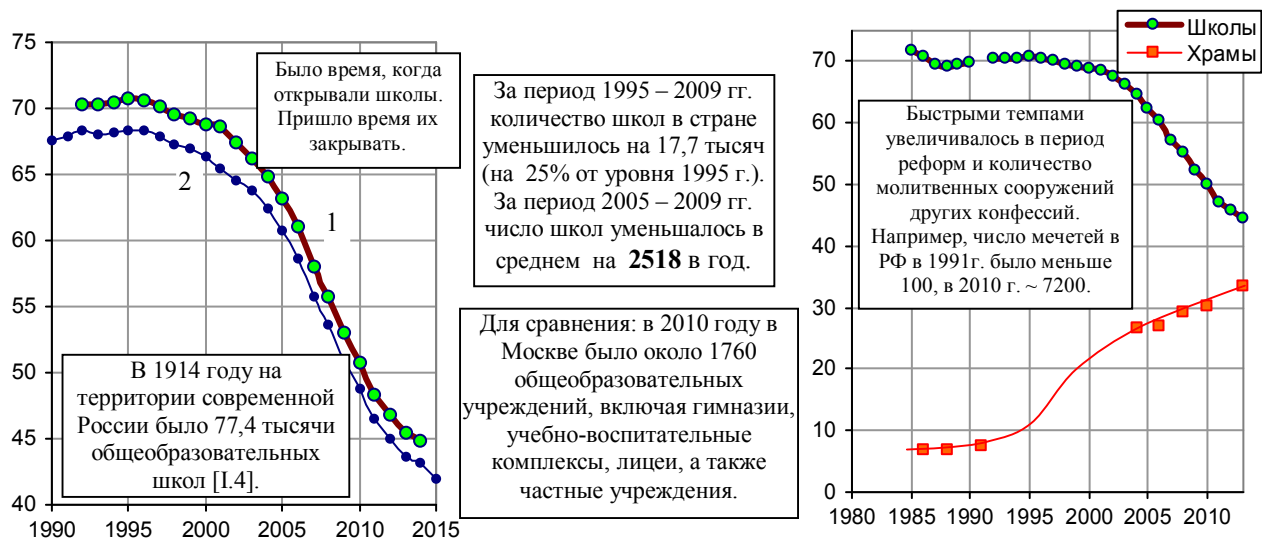 Было время, когда
открывали школы.
Пришло время их
закрывать.
70
65
60
55
50
45
40
1990 1995 2000 2005 2010 2015
1
2
В 1914 году на
территории современной
России было 77,4 тысячи
общеобразовательных
школ [I.4].
За период 1995 – 2009 гг.
количество школ в стране
уменьшилось на 17,7 тысяч
(на 25% от уровня 1995 г.).
За период 2005 – 2009 гг.
число школ уменьшалось в
среднем на 2518 в год.
Для сравнения: в 2010 году в
Москве было около 1760
общеобразовательных
учреждений, включая гимназии,
учебно-воспитательные
комплексы, лицеи, а также
частные учреждения.
Школы
Храмы
70
60
50
40
30
20
10
0
1980 1985 1990 1995 2000 2005 2010
Быстрыми темпами
увеличивалось в период
реформ и количество
молитвенных сооружений
других конфессий.
Например, число мечетей в
РФ в 1991г. было меньше
100, в 2010 г. ~ 7200.